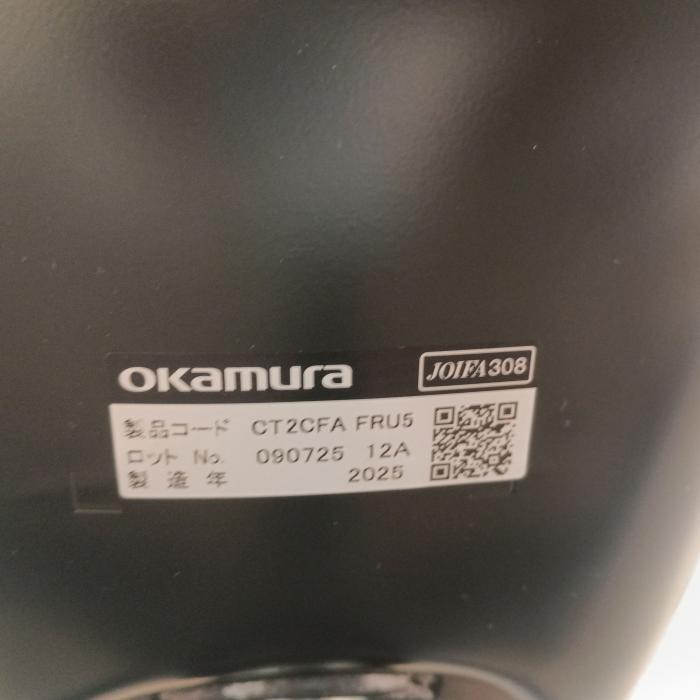 OKamura
JOIFA308
製品コード CT2CFA FRU5
ロット No. 090725 12A
製造年 2025